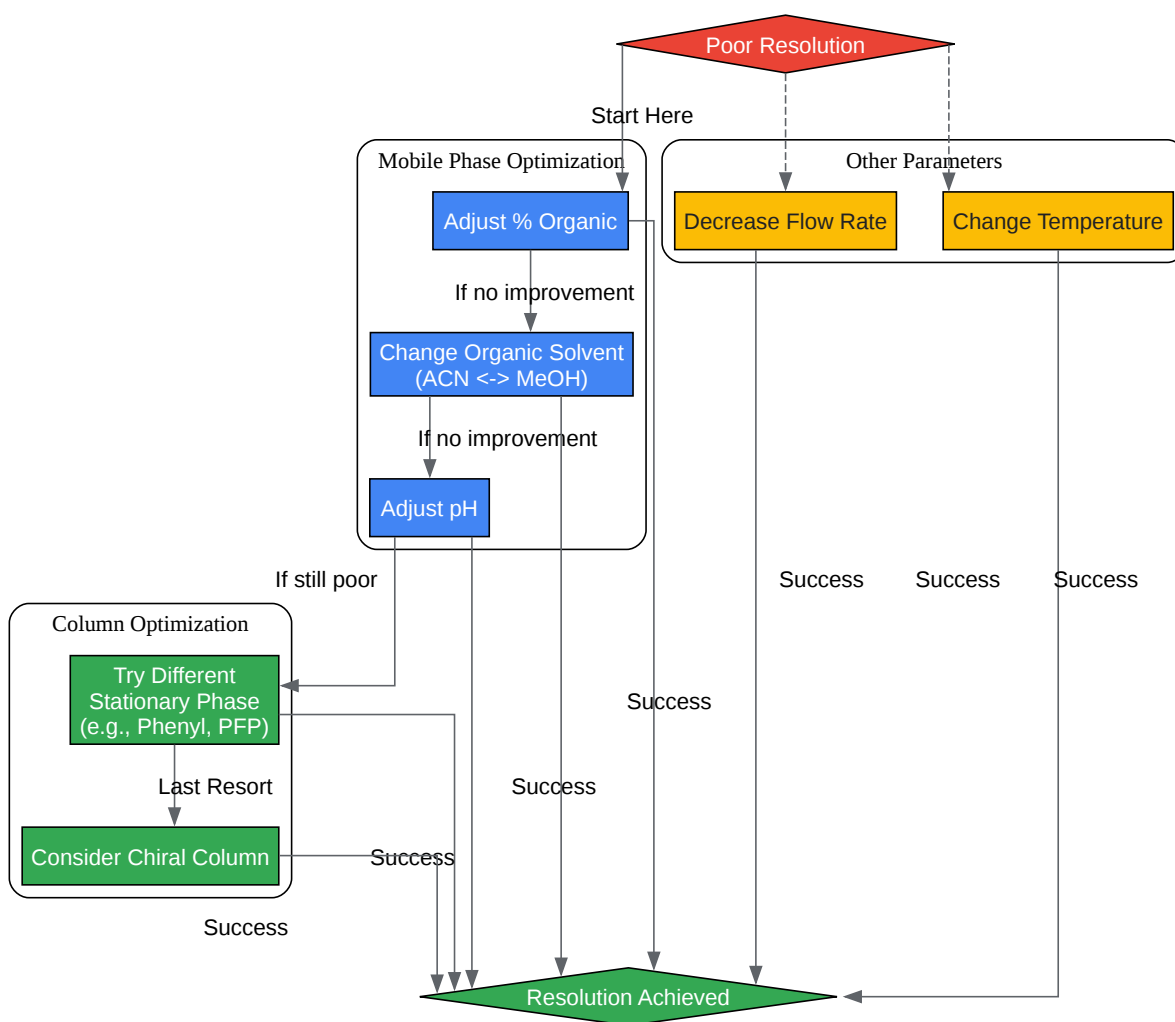 Poor Resolution
Start Here
Mobile Phase Optimization
Other Parameters
Adjust % Organic
Decrease Flow Rate
Change Temperature
If no improvement
Change Organic Solvent
(ACN <-> MeOH)
If no improvement
Adjust pH
If still poor
Success
Success
Success
Column Optimization
Try Different
Stationary Phase
(e.g., Phenyl, PFP)
Success
Last Resort
Success
Consider Chiral Column
Success
Success
Resolution Achieved